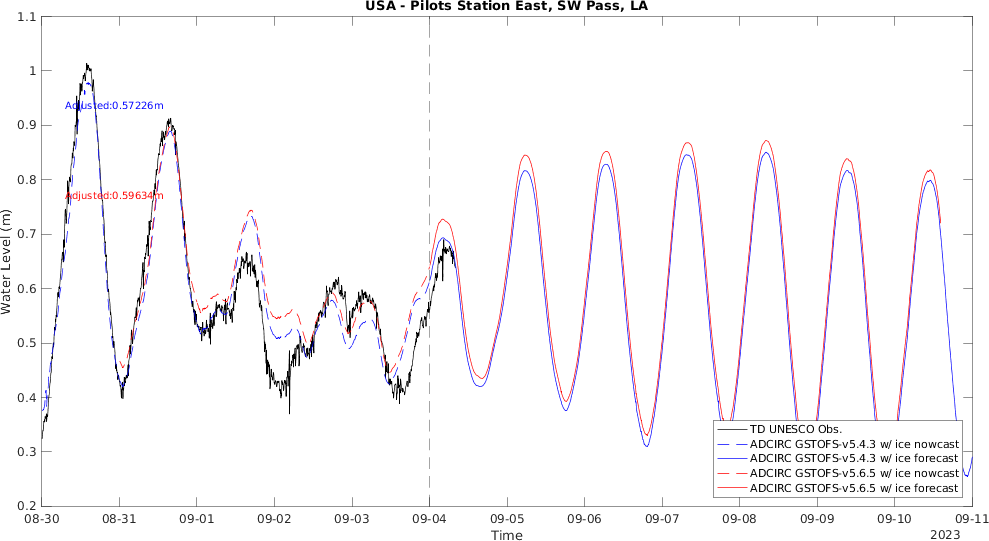 USA - Pilots Station East, SW Pass, LA
1.1
1
0.9
0.8
0.7
0.6
0.5
0.4
0.3
0.2
Water Level (m)
Adjusted:0.57226m
Adjusted:0.59634m
TD UNESCO Obs.
ADCIRC GSTOFS-v5.4.3 w/ ice nowcast
ADCIRC GSTOFS-v5.4.3 w/ ice forecast
ADCIRC GSTOFS-v5.6.5 w/ ice nowcast
ADCIRC GSTOFS-v5.6.5 w/ ice forecast
08-30 08-31 09-01 09-02 09-03 09-04 09-05 09-06 09-07 09-08 09-09 09-10 09-11
Time
2023